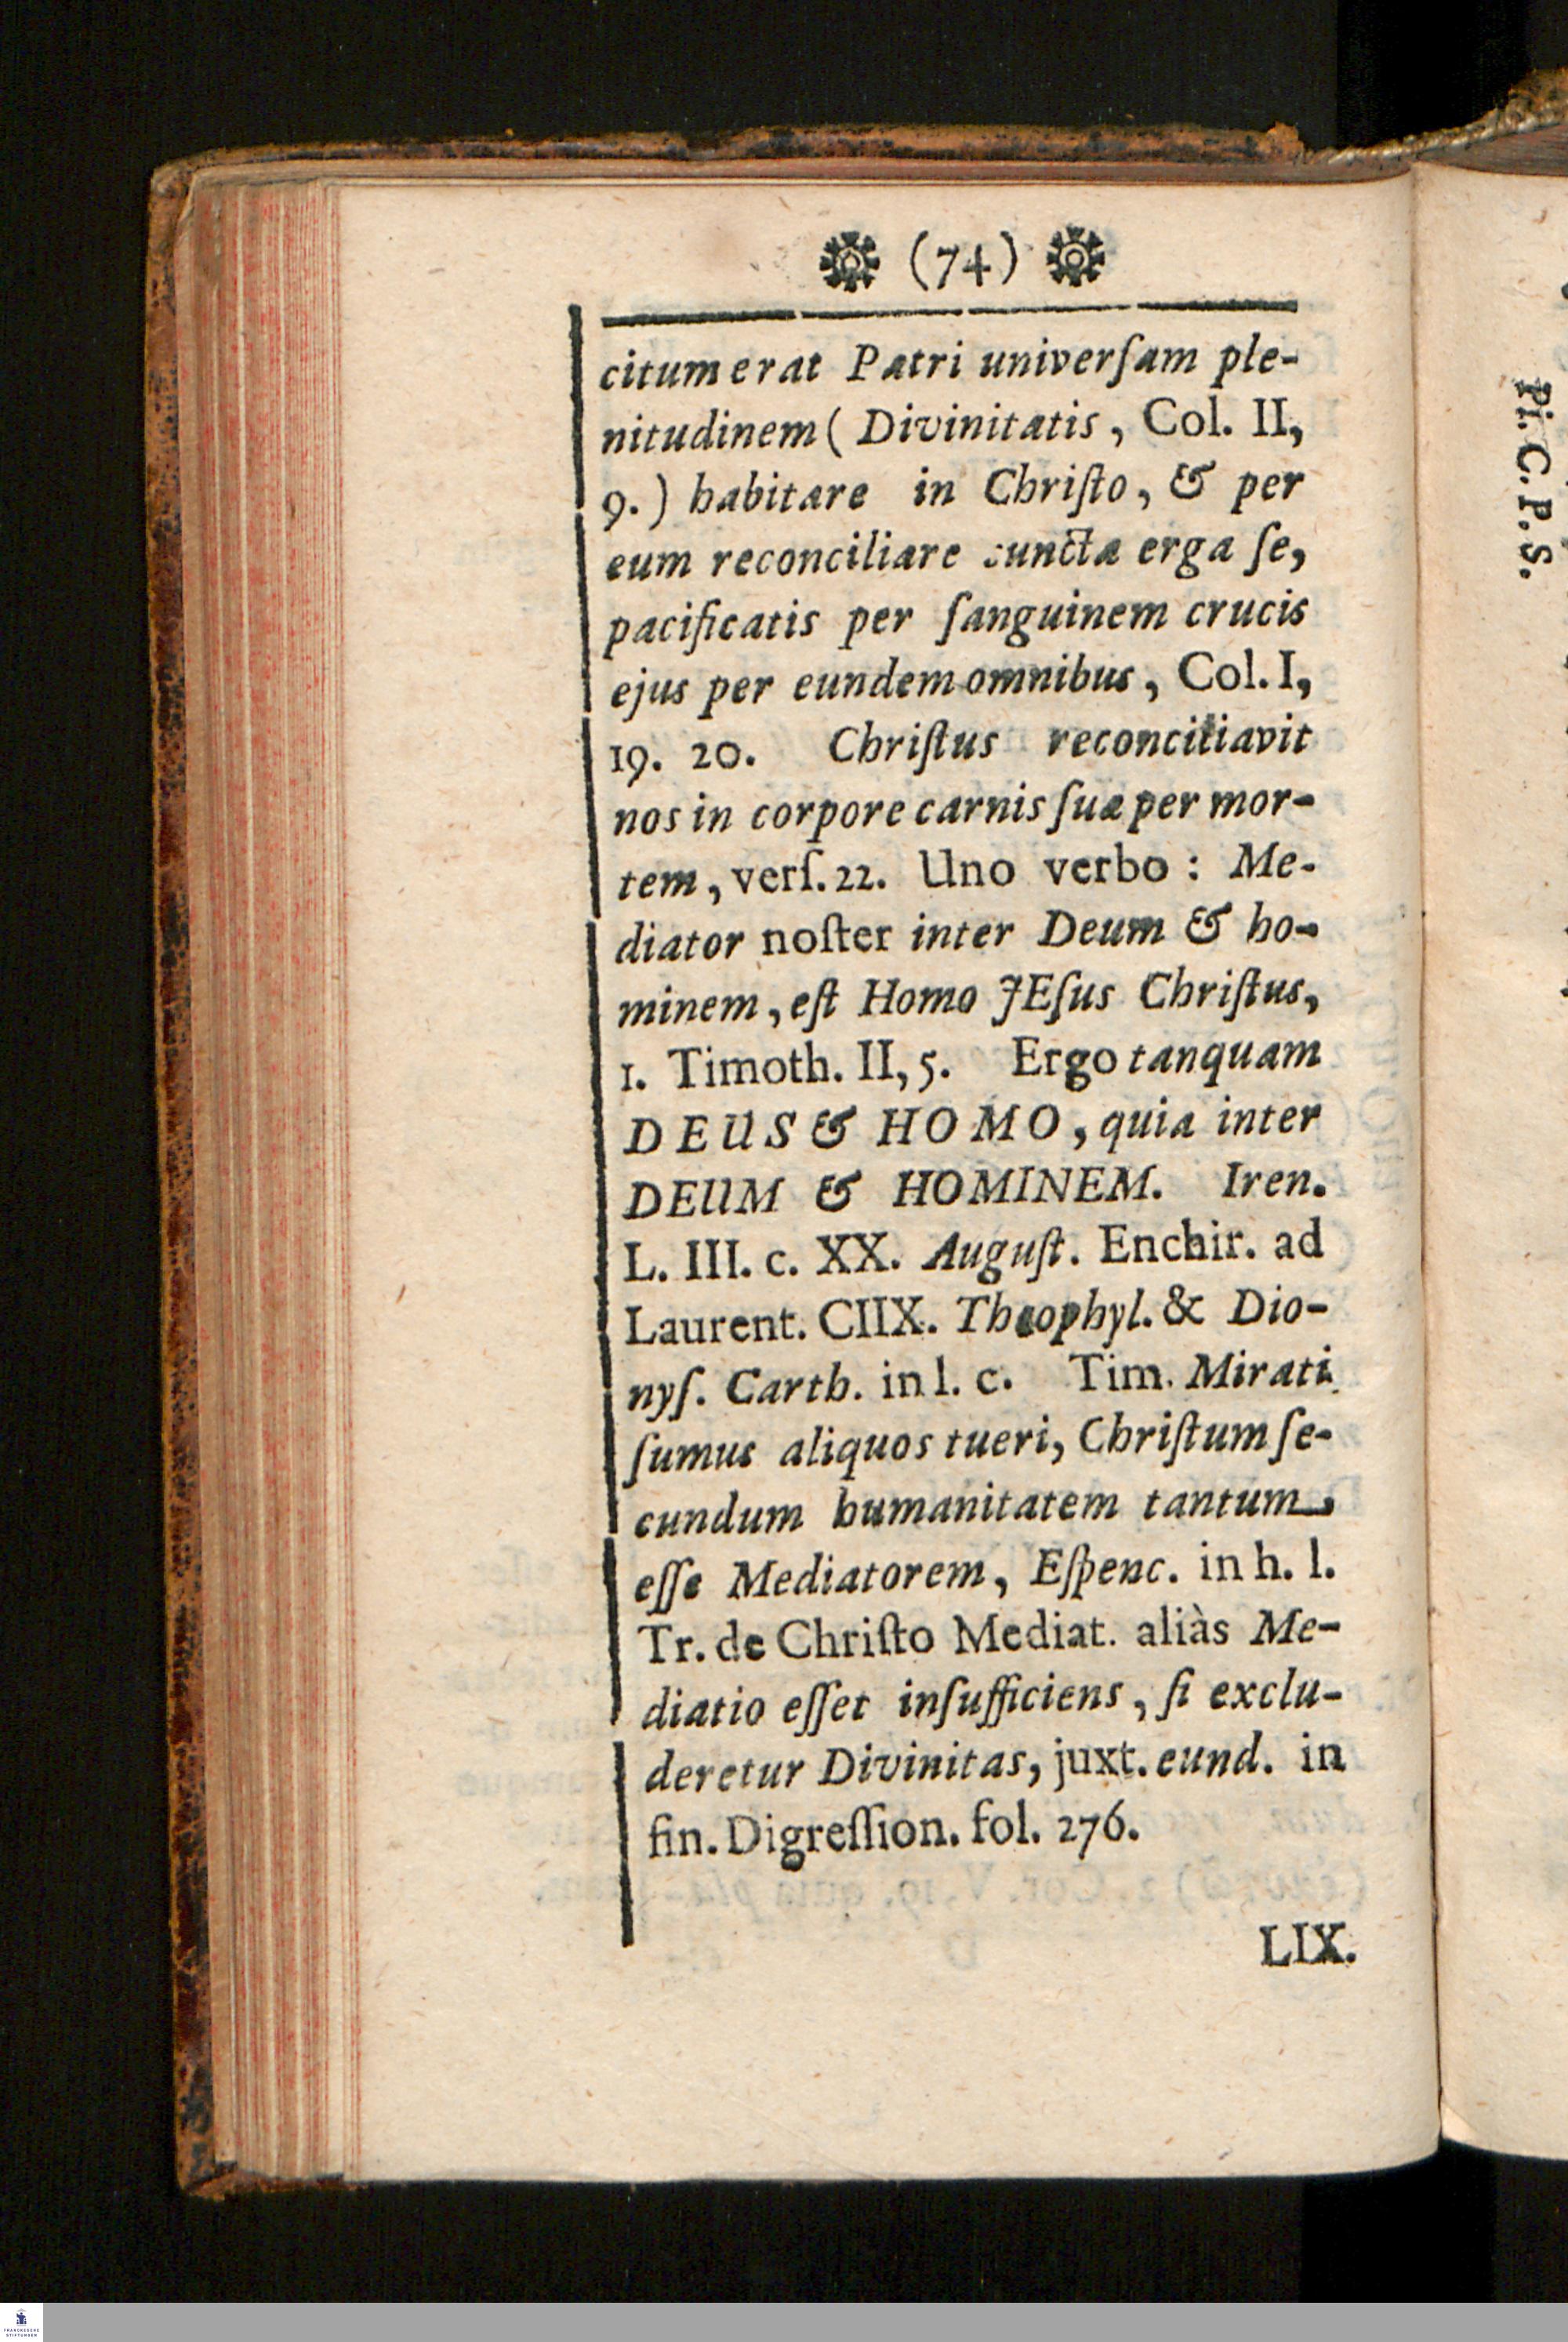 (74)
citum erat Patri univerſam ple-
nitudinem ( Divinitatis, Col. II,
9.) habitare in Chriſto, & per
eum reconciliare cuncta erga ſe,
pacificatis per ſanguinem crucis
ejus per eundem omnibus, Col. I,
19. 20. Chriſtus reconciliavit
nos in corpore carnis ſuæ per mor-
tem, verſ. 22. Uno verbo : Me-
diator noſter inter Deum & ho-
minem, eſt Homo JEſus Chriſtus,
1. Timoth. II, 5. Ergo tanquam
DEUS & HOMO, quia inter
DEUM & HOMINEM. Iren.
L. III. c. XX. Auguſt. Enchir. ad
Laurent. CIIX. Theophyl. & Dio-
nyſ. Carth. in l. c. Tim. Mirati
ſumus aliquos tueri, Chriſtum ſe-
cundum humanitatem tantum
eſſe Mediatorem, Eſpenc. in h. l.
Tr. de Chriſto Mediat. aliàs Me-
diatio eſſet inſufficiens, ſi exclu-
deretur Divinitas, juxt. eund. in
fin. Digreſſion. fol. 276.
LIX.
Pi. C. P. S.
FRANCKESCHE
STIFTUNGEN